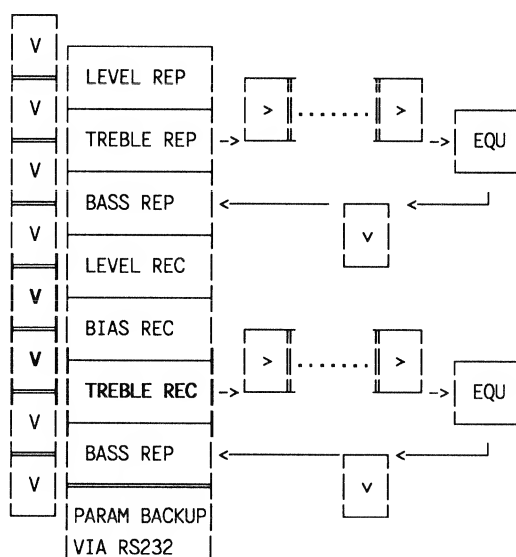 V
LEVEL REP
V
> ....... >
TREBLE REP -> -> EQU
V
BASS REP <- <-
V
V
LEVEL REC
V
BIAS REC
V
> ....... >
TREBLE REC -> -> EQU
V
BASS REP <- <-
V
V
PARAM BACKUP
VIA RS232